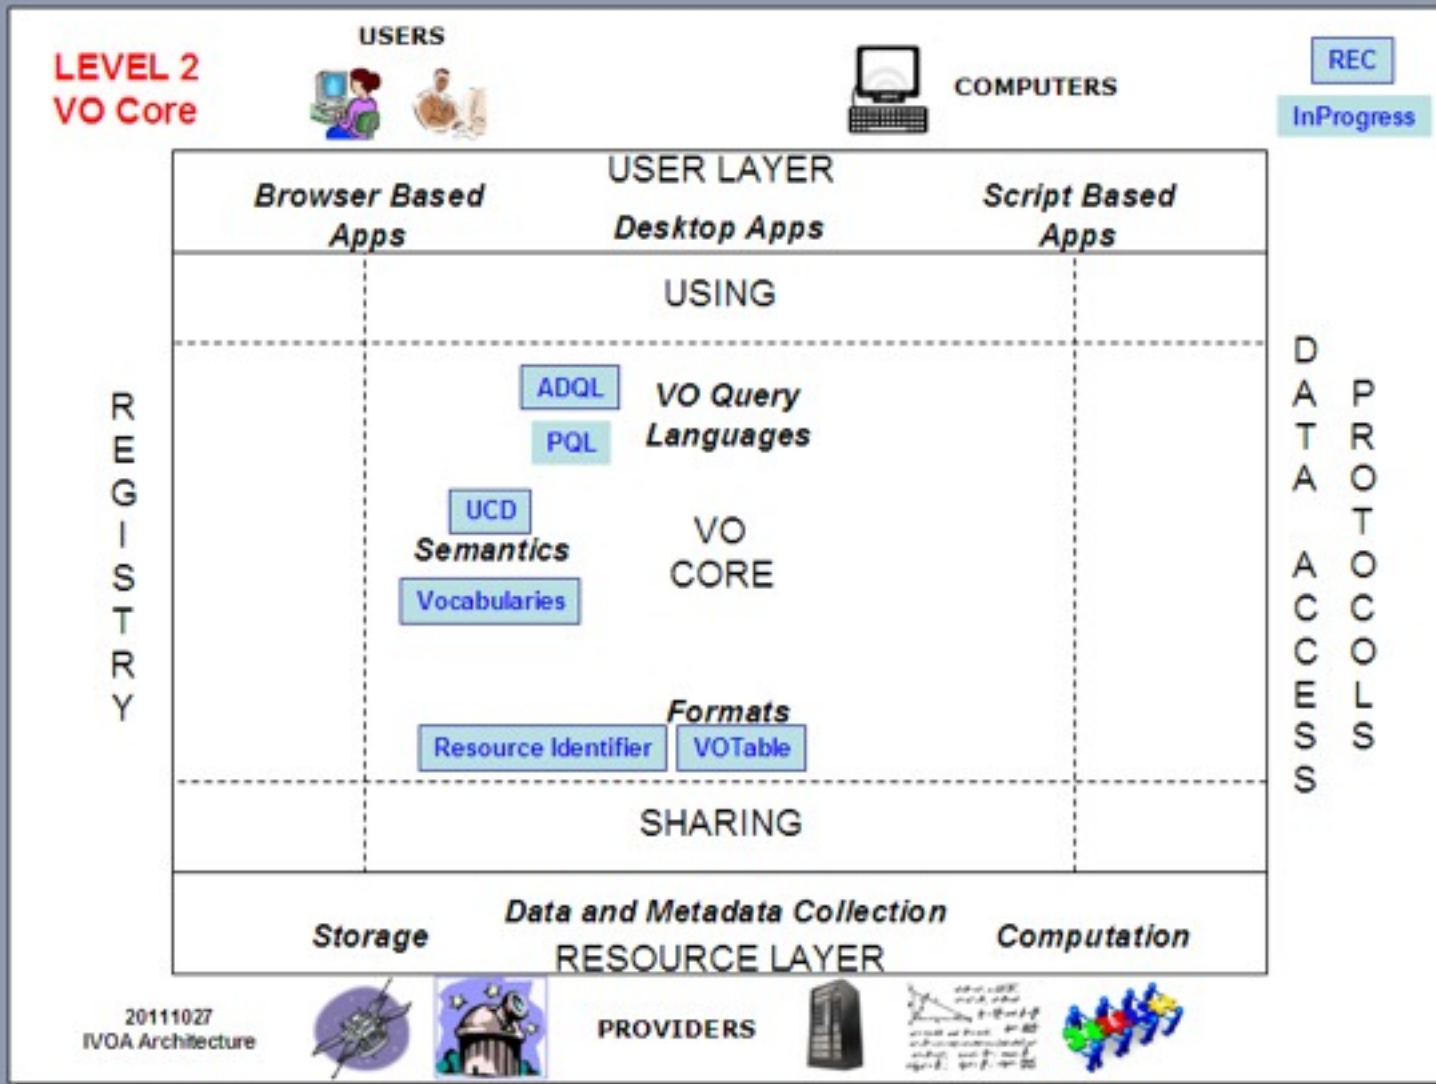 LEVEL 2
VO Core
USERS
COMPUTERS
REC
InProgress
USER LAYER
Browser Based
Apps
Desktop Apps
Script Based
Apps
USING
REGISTRY
DATA ACCESS
PROTOCOLS
ADQL
PQL
VO Query
Languages
UCD
Semantics
Vocabularies
VO
CORE
Formats
Resource Identifier
VOTable
SHARING
Storage
Data and Metadata Collection
RESOURCE LAYER
Computation
20111027
IVOA Architecture
PROVIDERS